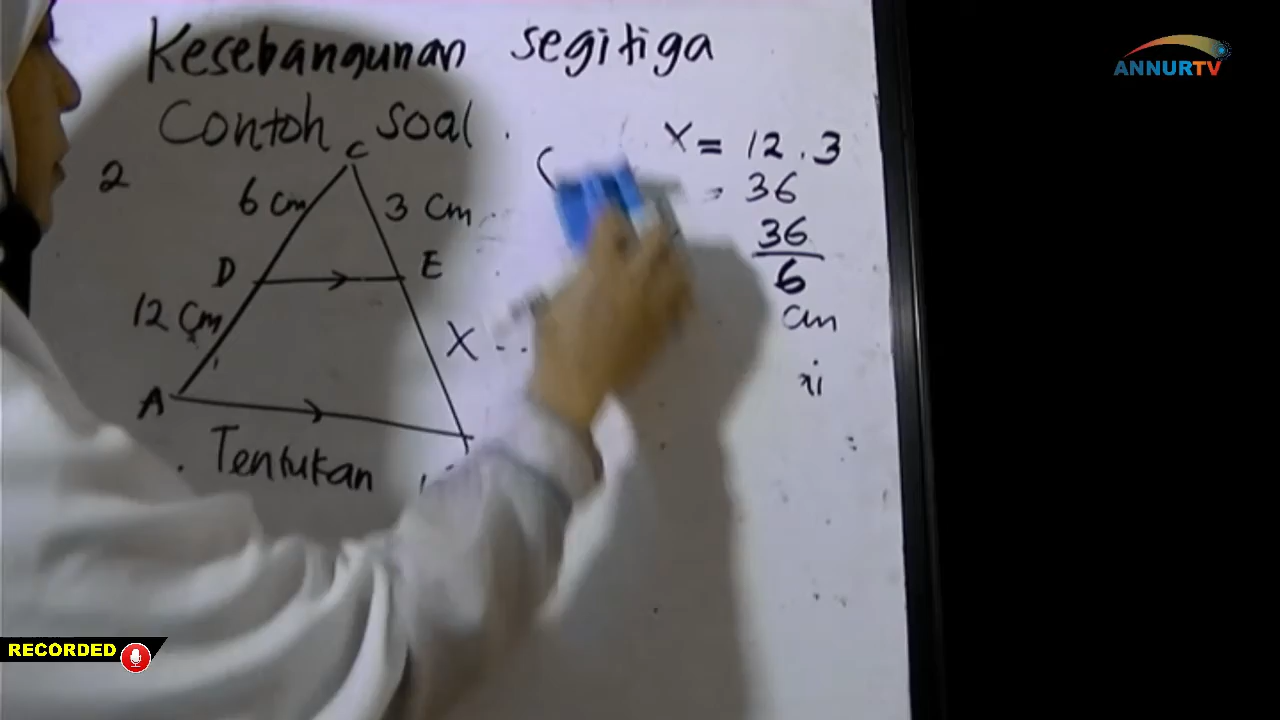 Kesebangunan segitiga
Contoh soal .
2
C
6 cm
3 cm
D
E
12 cm
X
A
. Tentukan
X = 12 . 3
= 36
36
6
cm
ANNURTV
RECORDED